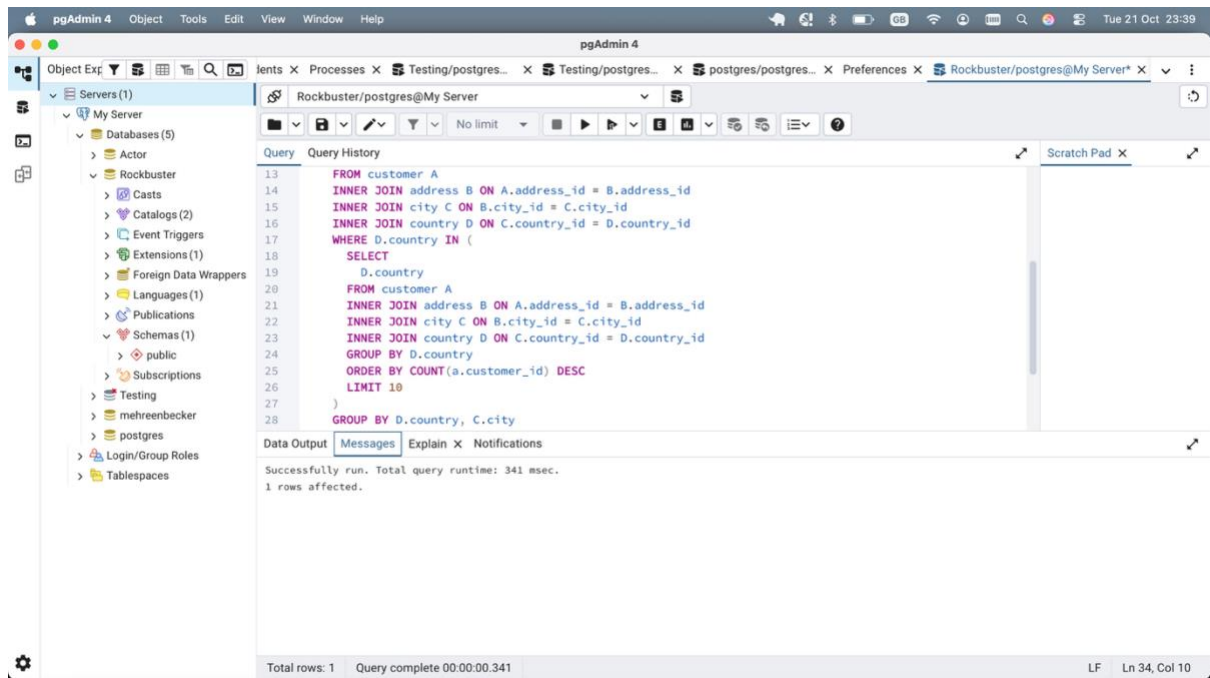 pgAdmin 4 Object Tools Edit View Window Help GB Tue 21 Oct 23:39
pgAdmin 4
Object Exp dents Processes Testing/postgres... Testing/postgres... postgres/postgres... Preferences Rockbuster/postgres@My Server*
Servers (1)
My Server
Databases (5)
Actor
Rockbuster
Casts
Catalogs (2)
Event Triggers
Extensions (1)
Foreign Data Wrappers
Languages (1)
Publications
Schemas (1)
public
Subscriptions
Testing
mehreenbecker
postgres
Login/Group Roles
Tablespaces
Rockbuster/postgres@My Server
No limit
Query Query History
Scratch Pad
13 FROM customer A
14 INNER JOIN address B ON A.address_id = B.address_id
15 INNER JOIN city C ON B.city_id = C.city_id
16 INNER JOIN country D ON C.country_id = D.country_id
17 WHERE D.country IN (
18 SELECT
19 D.country
20 FROM customer A
21 INNER JOIN address B ON A.address_id = B.address_id
22 INNER JOIN city C ON B.city_id = C.city_id
23 INNER JOIN country D ON C.country_id = D.country_id
24 GROUP BY D.country
25 ORDER BY COUNT(a.customer_id) DESC
26 LIMIT 10
27 )
28 GROUP BY D.country, C.city
Data Output Messages Explain Notifications
Successfully run. Total query runtime: 341 msec.
1 rows affected.
Total rows: 1 Query complete 00:00:00.341 LF Ln 34, Col 10